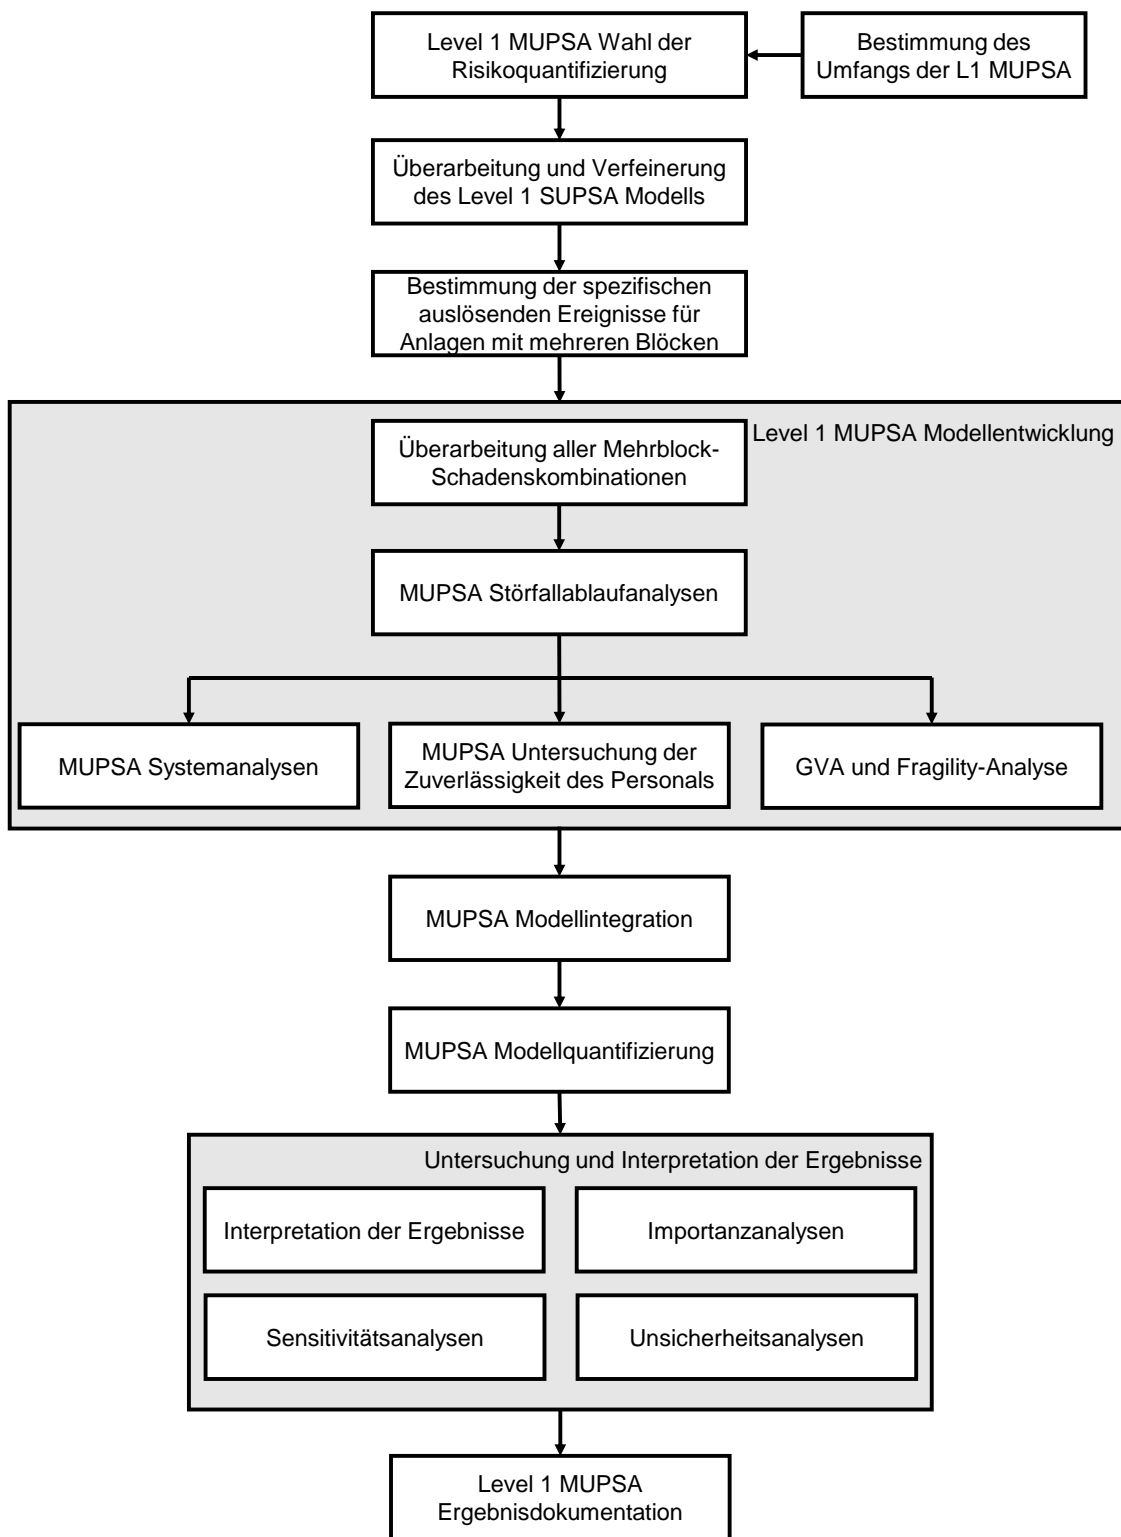 Level 1 MUPSA Wahl der
Risikoquantifizierung
Bestimmung des
Umfangs der L1 MUPSA
Überarbeitung und Verfeinerung
des Level 1 SUPSA Modells
Bestimmung der spezifischen
auslösenden Ereignisse für
Anlagen mit mehreren Blöcken
Level 1 MUPSA Modellentwicklung
Überarbeitung aller Mehrblock-
Schadenskombinationen
MUPSA Störfallablaufanalysen
MUPSA Systemanalysen
MUPSA Untersuchung der
Zuverlässigkeit des Personals
GVA und Fragility-Analyse
MUPSA Modellintegration
MUPSA Modellquantifizierung
Untersuchung und Interpretation der Ergebnisse
Interpretation der Ergebnisse
Importanzanalysen
Sensitivitätsanalysen
Unsicherheitsanalysen
Level 1 MUPSA
Ergebnisdokumentation